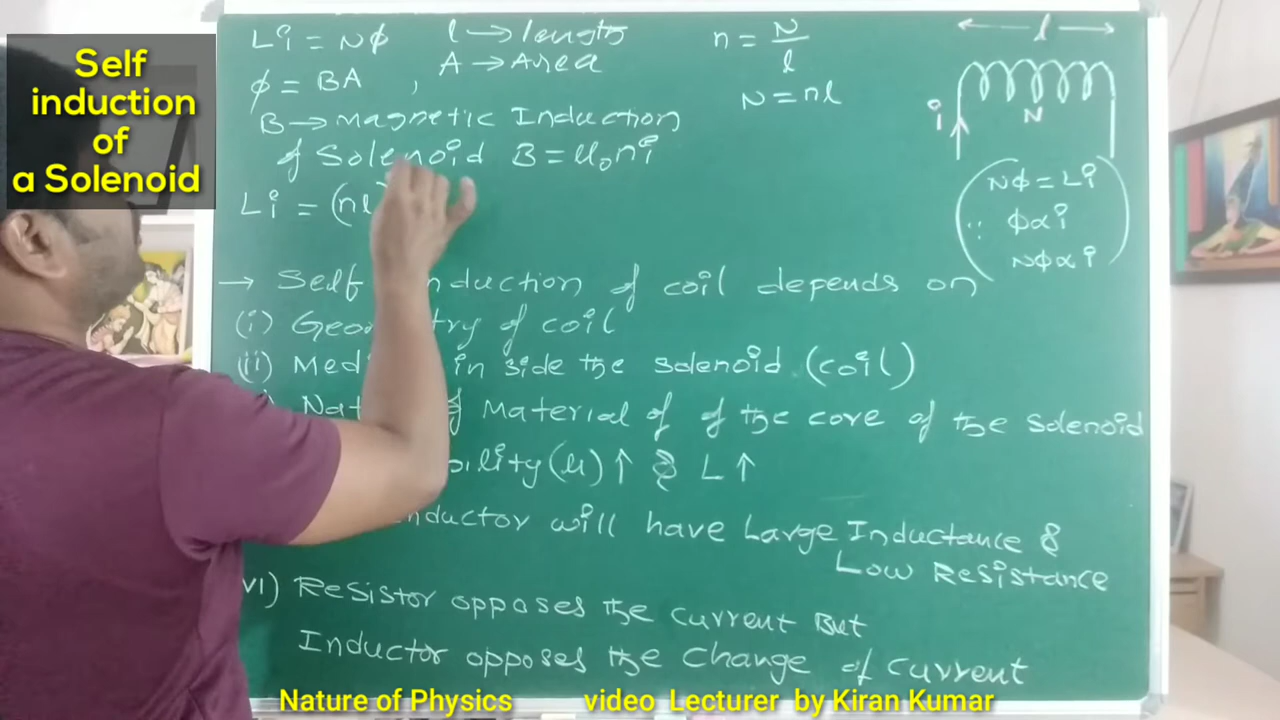 Self
induction
of
a Solenoid
Li = Nφ
l → length
n = N/l
l
φ = BA ,
A → Area
N = nl
B → Magnetic Induction
of Solenoid B = μ₀ni
i
N
Li = (nl)
Nφ = Li
∵ φ α i
Nφ α i
→ Self nduction of coil depends on
(i) Geom try of coil
(ii) Medi in side the solenoid (coil)
Nat of Material of of the core of the solenoid
bility (μ) ↑ & L ↑
nductor will have Large Inductance &
Low Resistance
vi) Resistor opposes the current But
Inductor opposes the change of current
Nature of Physics video Lecturer by Kiran Kumar